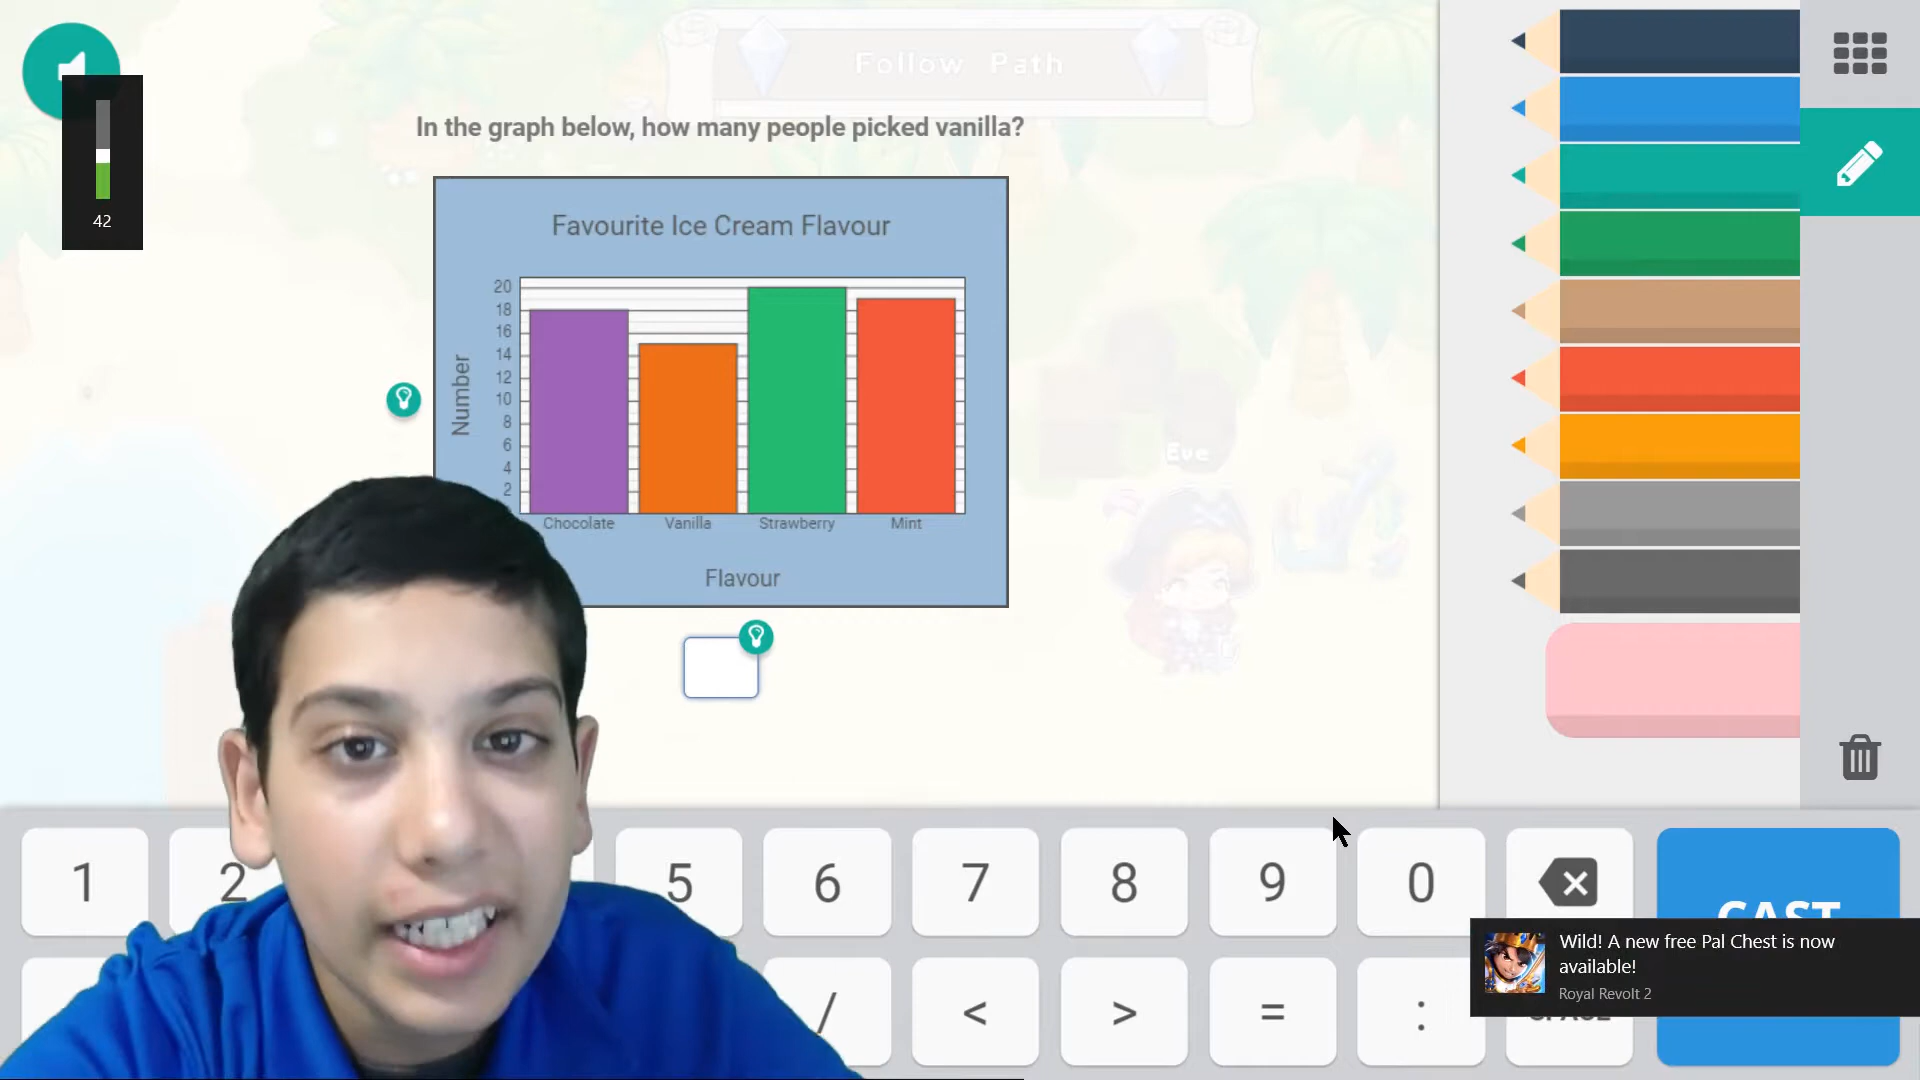 Follow Path
In the graph below, how many people picked vanilla?
42
Favourite Ice Cream Flavour
Number
20
18
16
14
12
10
8
6
4
2
Chocolate Vanilla Strawberry Mint
Flavour
Eve
1 2 5 6 7 8 9 0
CAST
/ < > = : SPACE
Wild! A new free Pal Chest is now
available!
Royal Revolt 2